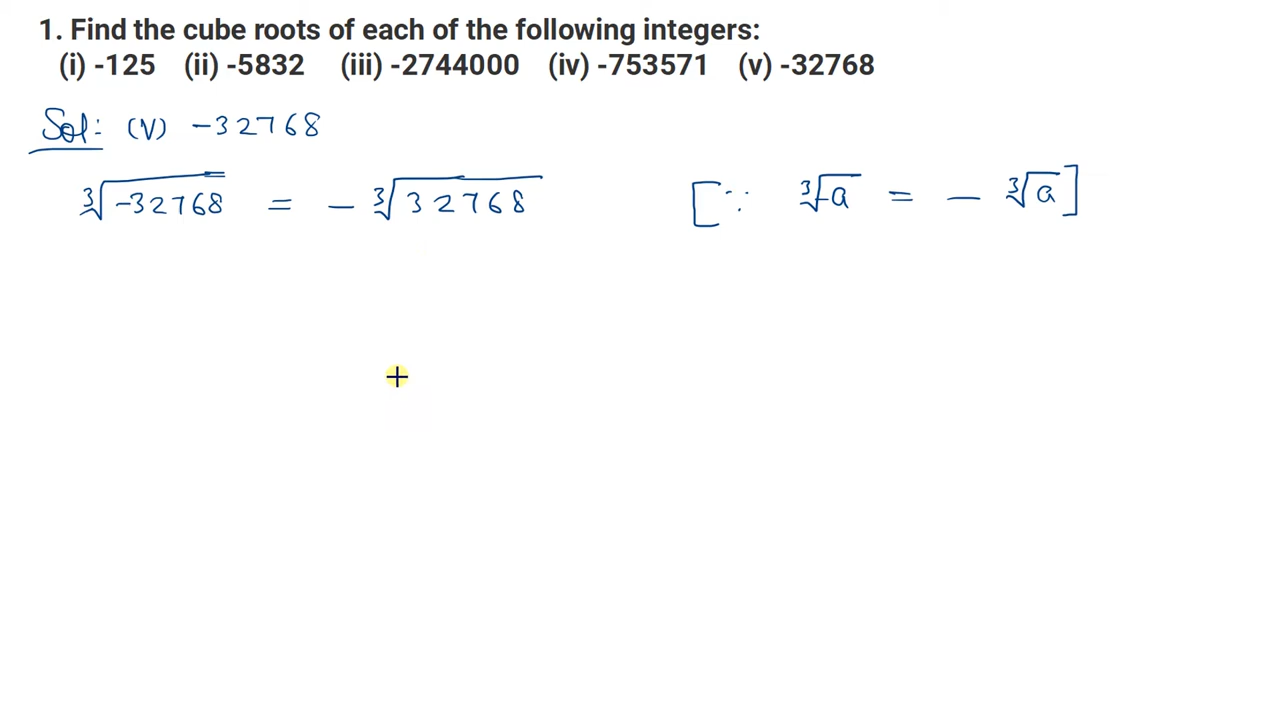 1. Find the cube roots of each of the following integers:
(i) -125 (ii) -5832 (iii) -2744000 (iv) -753571 (v) -32768
Sol: (V) -32768
∛-32768 = - ∛32768 [∵ ∛-a = - ∛a]